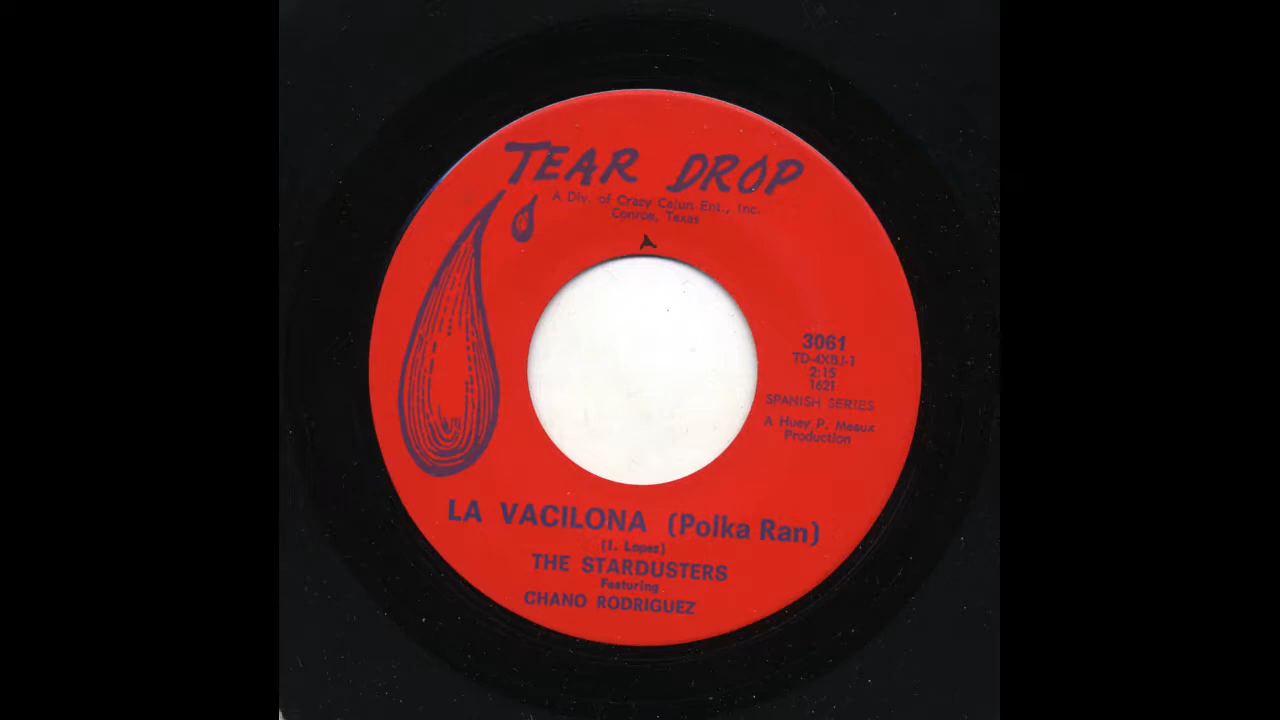 TEAR DROP
A Div. of Crazy Cajun Ent., Inc.
Conroe, Texas
3061
TD-4XBJ-1
2:15
1621
SPANISH SERIES
A Huey P. Meaux
Production
LA VACILONA (Polka Ran)
(I. Lopez)
THE STARDUSTERS
Featuring
CHANO RODRIGUEZ